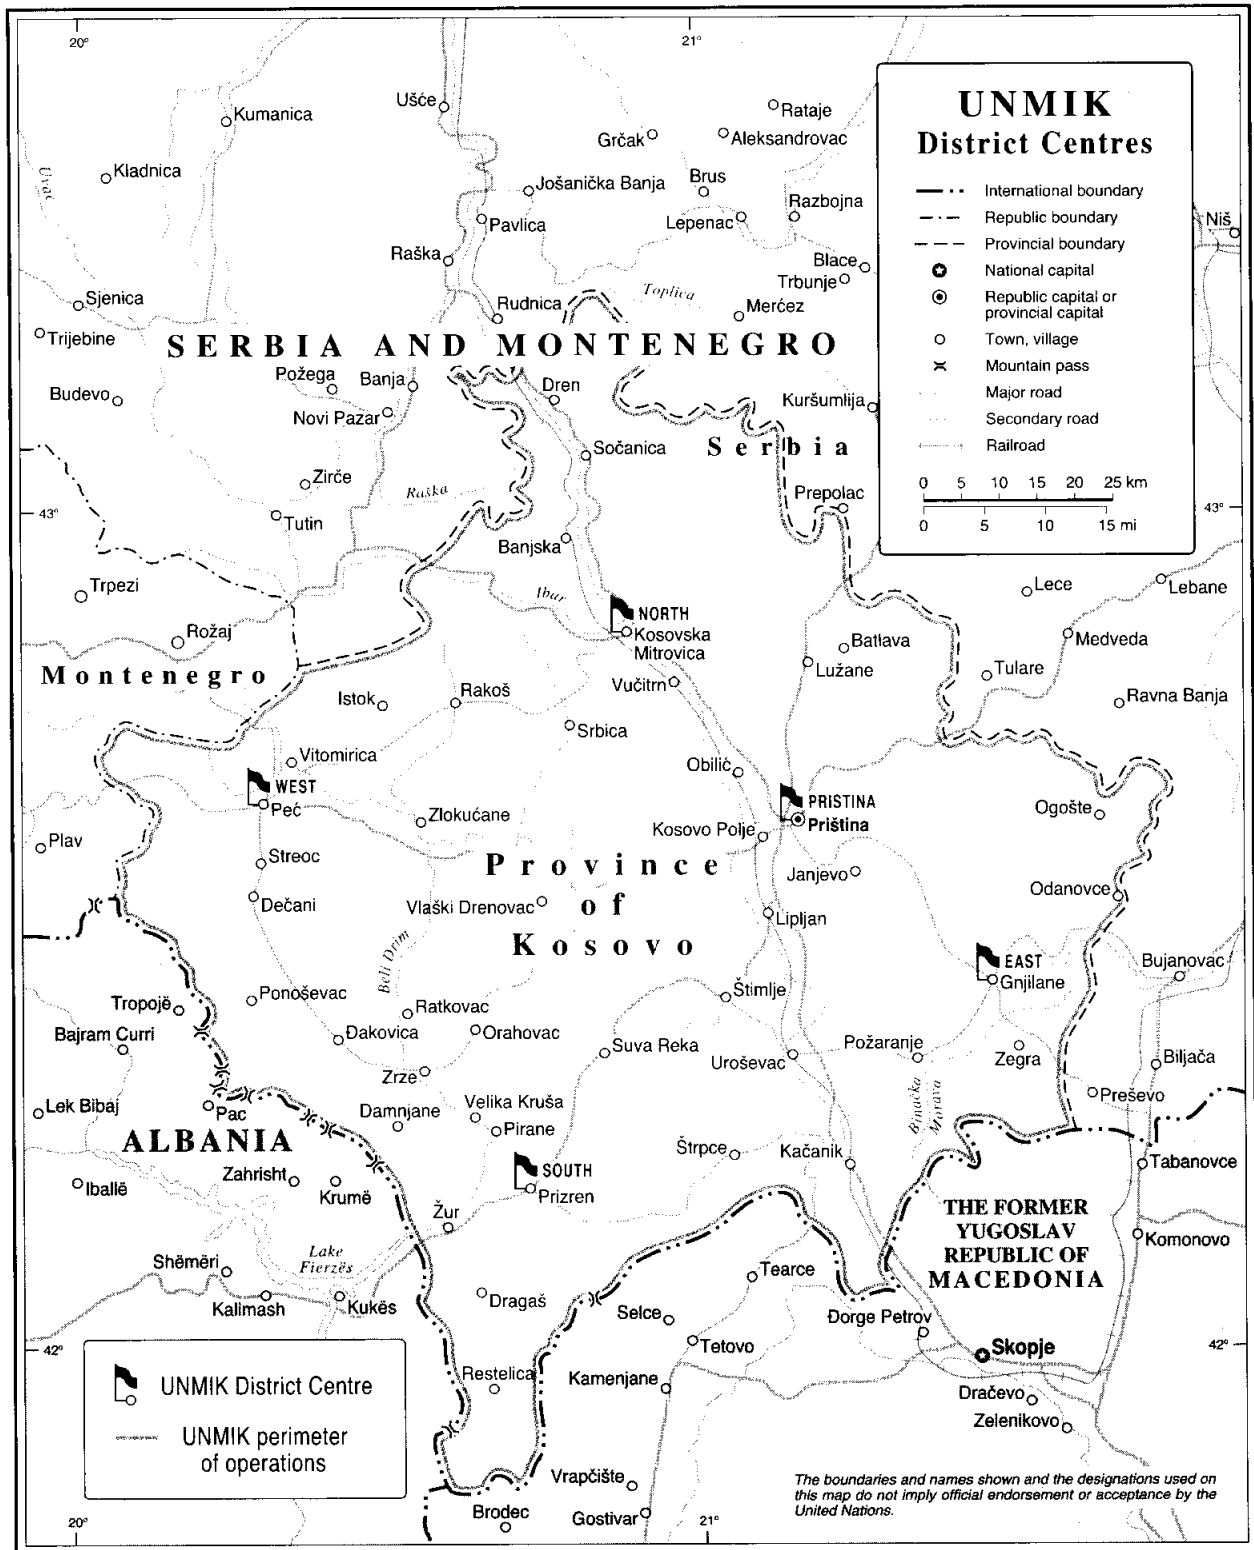 20°
21°
Ušće
Kumanica
Rataje
Grčak
Aleksandrovac
Kladnica
Uvac
Jošanička Banja
Brus
Pavlica
Lepenac
Razbojna
Raška
Blace
Trbunje
Niš
Sjenica
Rudnica
Toplica
Merćez
Trijebine
SERBIA AND MONTENEGRO
Požega
Banja
Dren
Budevo
Novi Pazar
Kuršumlija
Serbia
Sočanica
Zirče
Raška
Prepolac
43°
43°
Tutin
Banjska
UNMIK
District Centres
International boundary
Republic boundary
Provincial boundary
National capital
Republic capital or
provincial capital
Town, village
Mountain pass
Major road
Secondary road
Railroad
0 5 10 15 20 25 km
0 5 10 15 mi
Trpezi
Ibar
Lece
Lebane
NORTH
Kosovska
Mitrovica
Rožaj
Batlava
Medveda
Montenegro
Lužane
Tulare
Vučitrn
Istok
Rakoš
Ravna Banja
Srbica
Vitomirica
Obilić
WEST
Peć
PRISTINA
Priština
Zlokućane
Kosovo Polje
Ogošte
Plav
Streoc
Province
of
Kosovo
Janjevo
Dečani
Vlaški Drenovac
Odanovce
Lipljan
Beli Drim
EAST
Gnjilane
Bujanovac
Ponoševac
Štimlje
Tropojë
Ratkovac
Bajram Curri
Đakovica
Orahovac
Suva Reka
Uroševac
Požaranje
Zegra
Biljača
Zrze
Lek Bibaj
Pac
Damnjane
Velika Kruša
Pirane
Binačka
Morava
Preševo
ALBANIA
Štrpce
Kačanik
Tabanovce
Zahrisht
Krumë
SOUTH
Prizren
Iballë
Žur
THE FORMER
YUGOSLAV
REPUBLIC OF
MACEDONIA
Komonovo
Lake
Fierzës
Shëmëri
Tearce
Kalimash
Kukës
Dragaš
Selce
Đorge Petrov
Tetovo
Skopje
42°
42°
Restelica
Kamenjane
Dračevo
Zelenikovo
UNMIK District Centre
UNMIK perimeter
of operations
Vrapčište
Brodec
Gostivar
The boundaries and names shown and the designations used on
this map do not imply official endorsement or acceptance by the
United Nations.
20°
21°